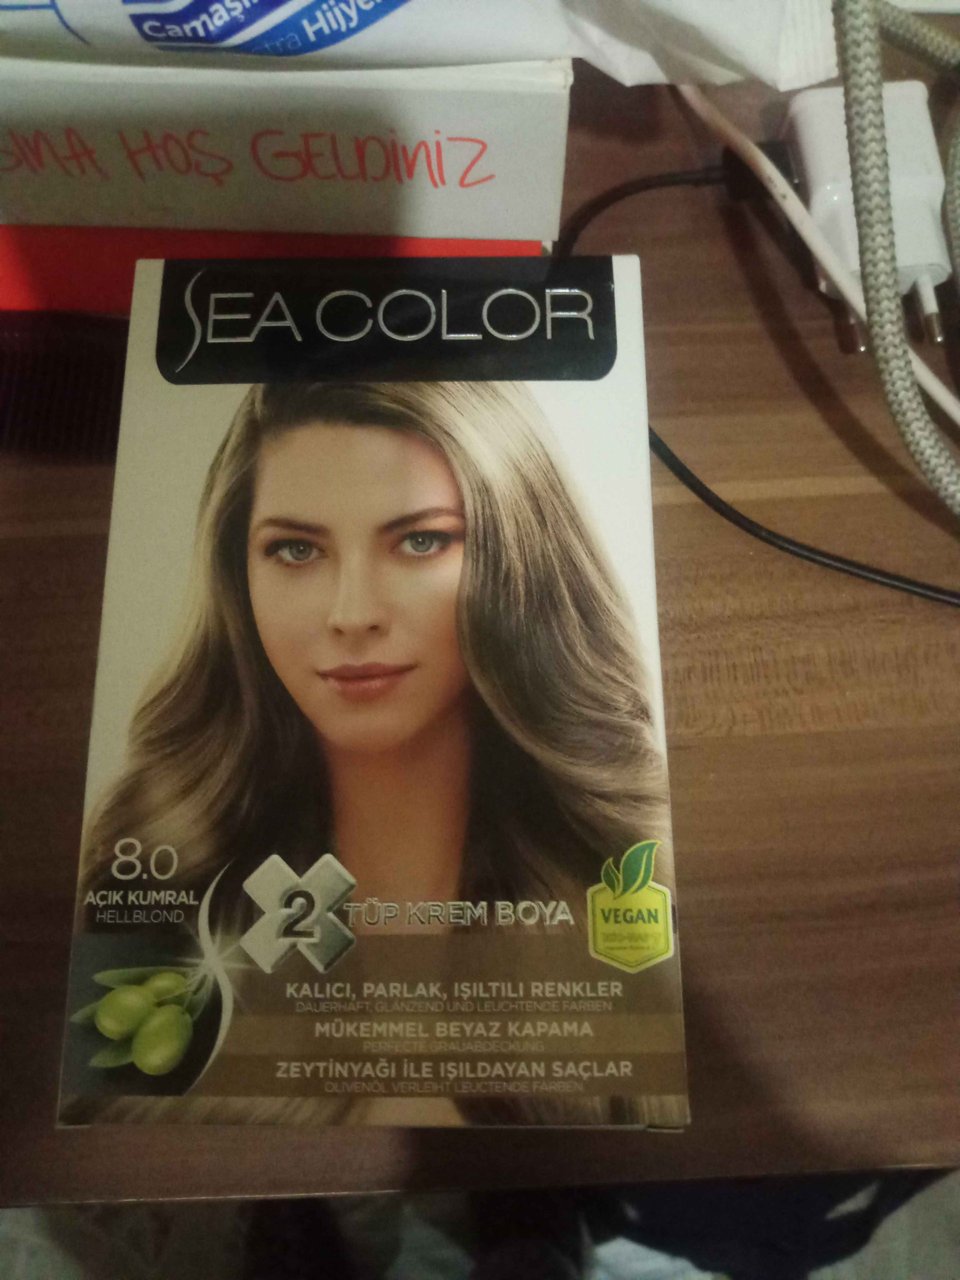 Çamaşır
Hijyen
HOŞ GELDİNİZ
SEA COLOR
8.0
AÇIK KUMRAL
HELLBLOND
2
TÜP KREM BOYA
VEGAN
KALICI, PARLAK, IŞILTILI RENKLER
DAUERHAFT, GLÄNZEND UND LEUCHTENDE FARBEN
MÜKEMMEL BEYAZ KAPAMA
PERFECTE GRAUABDECKUNG
ZEYTİNYAĞI İLE IŞILDAYAN SAÇLAR
OLIVENÖL VERLEIHT LEUCTENDE FARBEN